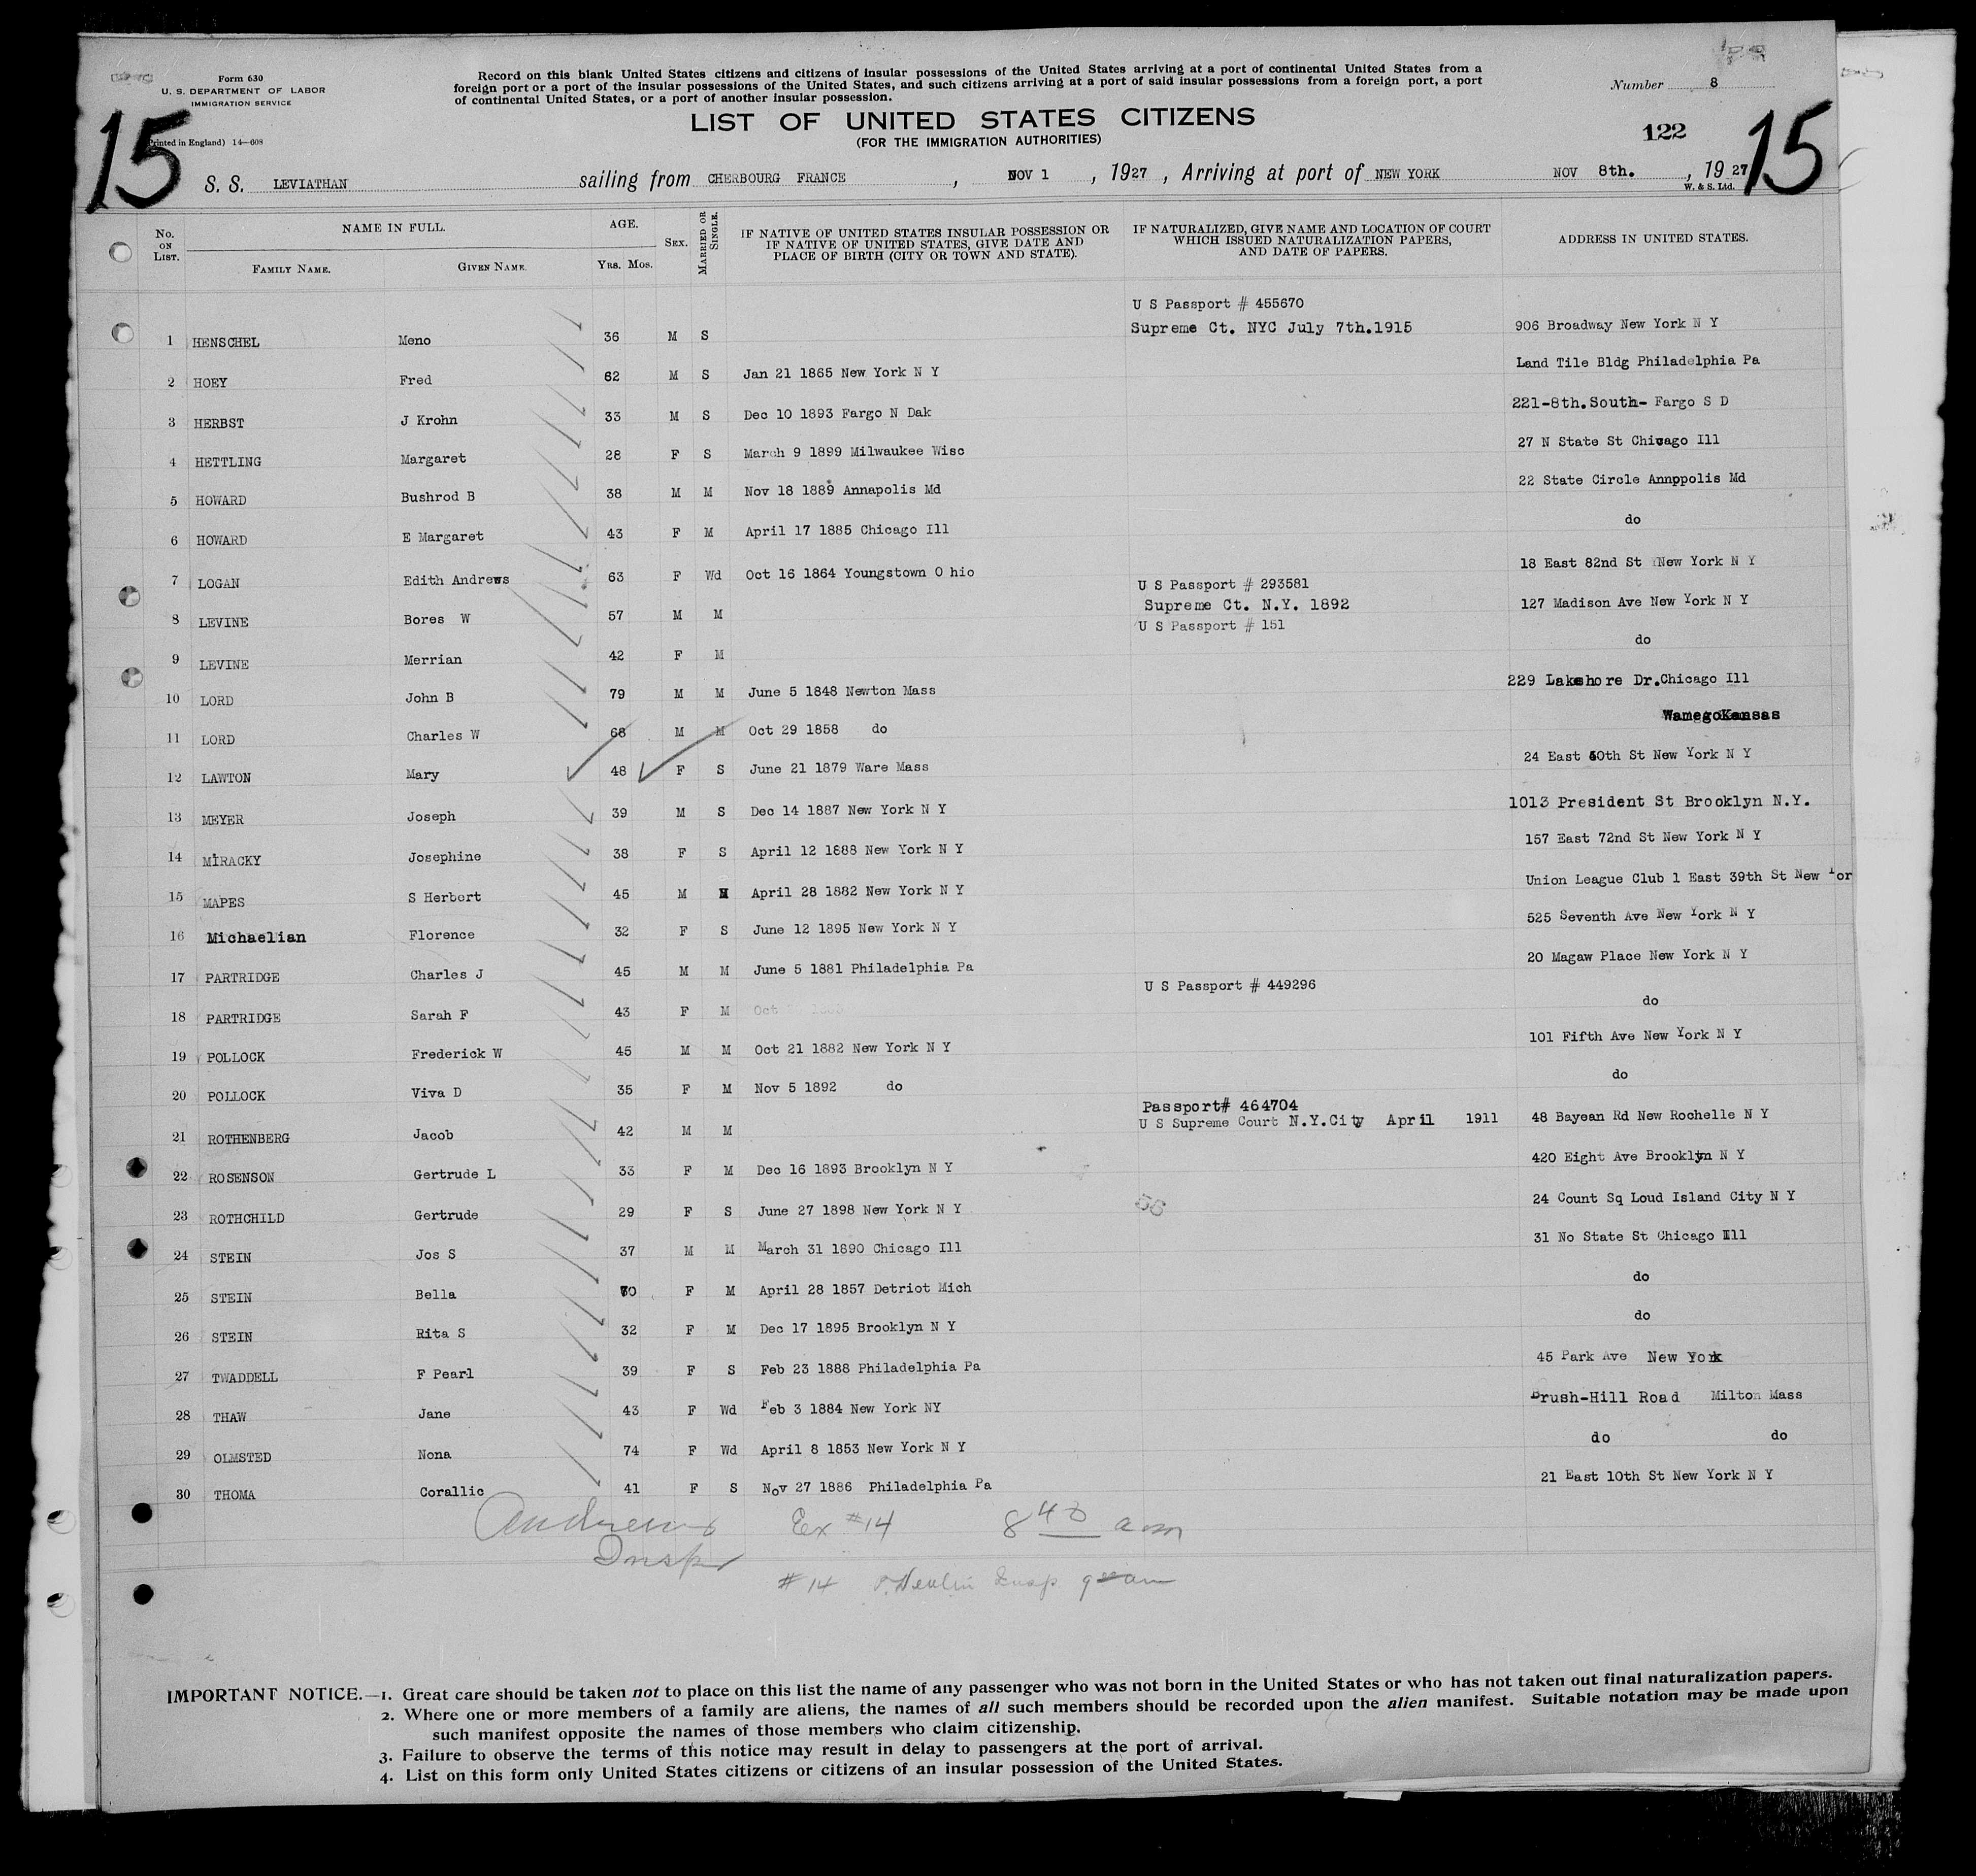 Form 630
U. S. DEPARTMENT OF LABOR
IMMIGRATION SERVICE
(Printed in England) 14—608
Record on this blank United States citizens and citizens of insular possessions of the United States arriving at a port of continental United States from a
foreign port or a port of the insular possessions of the United States, and such citizens arriving at a port of said insular possessions from a foreign port, a port
of continental United States, or a port of another insular possession.
Number 8
LIST OF UNITED STATES CITIZENS
(FOR THE IMMIGRATION AUTHORITIES)
122
15 15
S. S. LEVIATHAN sailing from CHERBOURG FRANCE, NOV 1, 1927, Arriving at port of NEW YORK NOV 8th., 1927
W. & S. Ltd.
No. ON LIST. NAME IN FULL. FAMILY NAME. GIVEN NAME. AGE. YRS. MOS. SEX. MARRIED OR SINGLE. IF NATIVE OF UNITED STATES INSULAR POSSESSION OR IF NATIVE OF UNITED STATES, GIVE DATE AND PLACE OF BIRTH (CITY OR TOWN AND STATE). IF NATURALIZED, GIVE NAME AND LOCATION OF COURT WHICH ISSUED NATURALIZATION PAPERS, AND DATE OF PAPERS. ADDRESS IN UNITED STATES.
U S Passport # 455670
1 HENSCHEL Meno 36 M S Supreme Ct. NYC July 7th.1915 906 Broadway New York N Y
2 HOEY Fred 62 M S Jan 21 1865 New York N Y Land Tile Bldg Philadelphia Pa
3 HERBST J Krohn 33 M S Dec 10 1893 Fargo N Dak 221-8th.South- Fargo S D
4 HETTLING Margaret 28 F S March 9 1899 Milwaukee Wisc 27 N State St Chicago Ill
5 HOWARD Bushrod B 38 M M Nov 18 1889 Annapolis Md 22 State Circle Annppolis Md
6 HOWARD E Margaret 43 F M April 17 1885 Chicago Ill do
7 LOGAN Edith Andrews 63 F Wd Oct 16 1864 Youngstown O hio 18 East 82nd St New York N Y
U S Passport # 293581
8 LEVINE Bores W 57 M M Supreme Ct. N.Y. 1892 127 Madison Ave New York N Y
U S Passport # 151
9 LEVINE Merrian 42 F M do
10 LORD John B 79 M M June 5 1848 Newton Mass 229 Lakeshore Dr.Chicago Ill
11 LORD Charles W 68 M M Oct 29 1858 do WamegoKansas
12 LAWTON Mary 48 F S June 21 1879 Ware Mass 24 East 60th St New York N Y
13 MEYER Joseph 39 M S Dec 14 1887 New York N Y 1013 President St Brooklyn N.Y.
14 MIRACKY Josephine 38 F S April 12 1888 New York N Y 157 East 72nd St New York N Y
15 MAPES S Herbert 45 M M April 28 1882 New York N Y Union League Club 1 East 39th St New Yor
16 Michaelian Florence 32 F S June 12 1895 New York N Y 525 Seventh Ave New York N Y
17 PARTRIDGE Charles J 45 M M June 5 1881 Philadelphia Pa 20 Magaw Place New York N Y
U S Passport # 449296
18 PARTRIDGE Sarah F 43 F M Oct do
19 POLLOCK Frederick W 45 M M Oct 21 1882 New York N Y 101 Fifth Ave New York N Y
20 POLLOCK Viva D 35 F M Nov 5 1892 do do
Passport# 464704
21 ROTHENBERG Jacob 42 M M U S Supreme Court N.Y.City April 1911 48 Bayean Rd New Rochelle N Y
22 ROSENSON Gertrude L 33 F M Dec 16 1893 Brooklyn N Y 420 Eight Ave Brooklyn N Y
23 ROTHCHILD Gertrude 29 F S June 27 1898 New York N Y 24 Count Sq Loud Island City N Y
24 STEIN Jos S 37 M M March 31 1890 Chicago Ill 31 No State St Chicago Ill
25 STEIN Bella 70 F M April 28 1857 Detriot Mich do
26 STEIN Rita S 32 F M Dec 17 1895 Brooklyn N Y do
27 TWADDELL F Pearl 39 F S Feb 23 1888 Philadelphia Pa 45 Park Ave New York
28 THAW Jane 43 F Wd Feb 3 1884 New York NY Brush-Hill Road Milton Mass
29 OLMSTED Nona 74 F Wd April 8 1853 New York N Y do do
30 THOMA Corallic 41 F S Nov 27 1886 Philadelphia Pa 21 East 10th St New York N Y
Andrews Ex #14 8 40 am
Inspr
#14 Insp 9 am
IMPORTANT NOTICE.—1. Great care should be taken not to place on this list the name of any passenger who was not born in the United States or who has not taken out final naturalization papers.
2. Where one or more members of a family are aliens, the names of all such members should be recorded upon the alien manifest. Suitable notation may be made upon
such manifest opposite the names of those members who claim citizenship.
3. Failure to observe the terms of this notice may result in delay to passengers at the port of arrival.
4. List on this form only United States citizens or citizens of an insular possession of the United States.